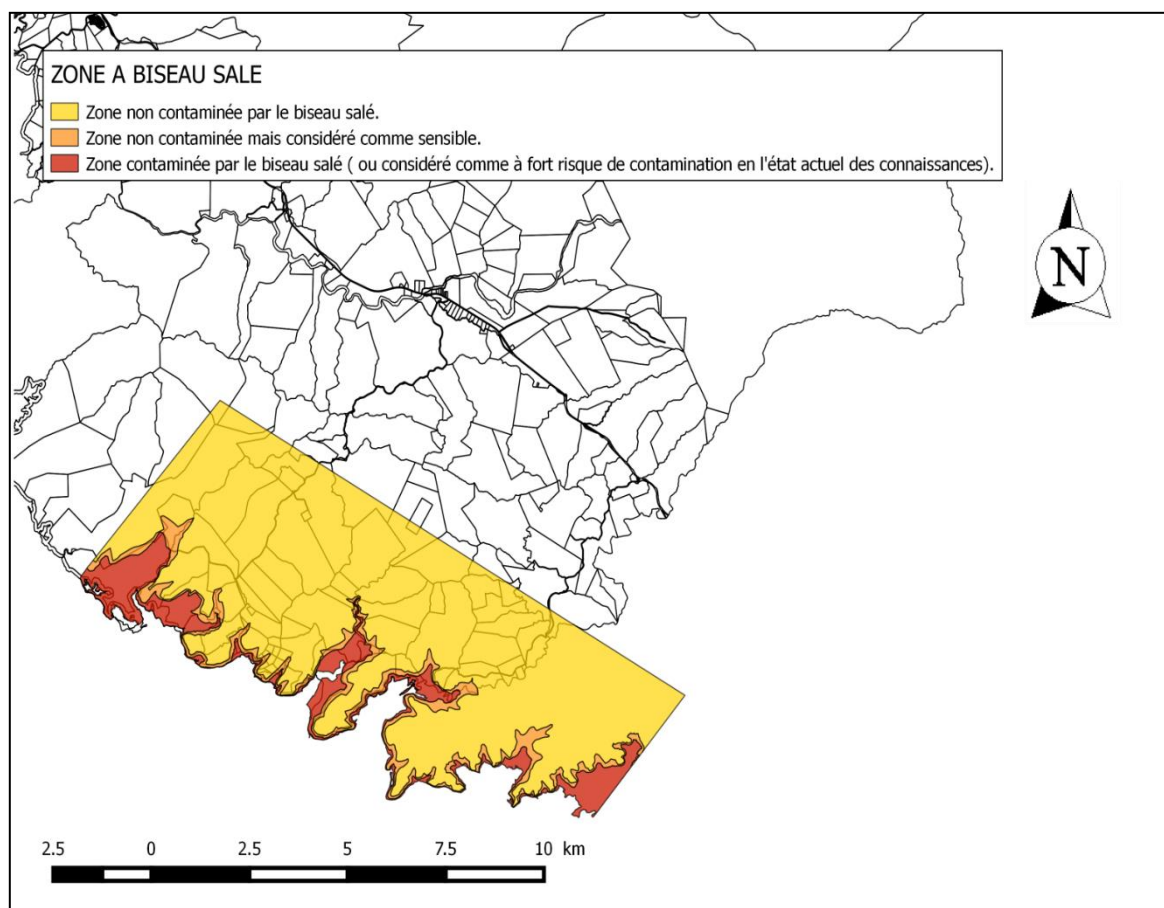 ZONE A BISEAU SALE
Zone non contaminée par le biseau salé.
Zone non contaminée mais considéré comme sensible.
Zone contaminée par le biseau salé ( ou considéré comme à fort risque de contamination en l'état actuel des connaissances).
N
2.5 0 2.5 5 7.5 10 km